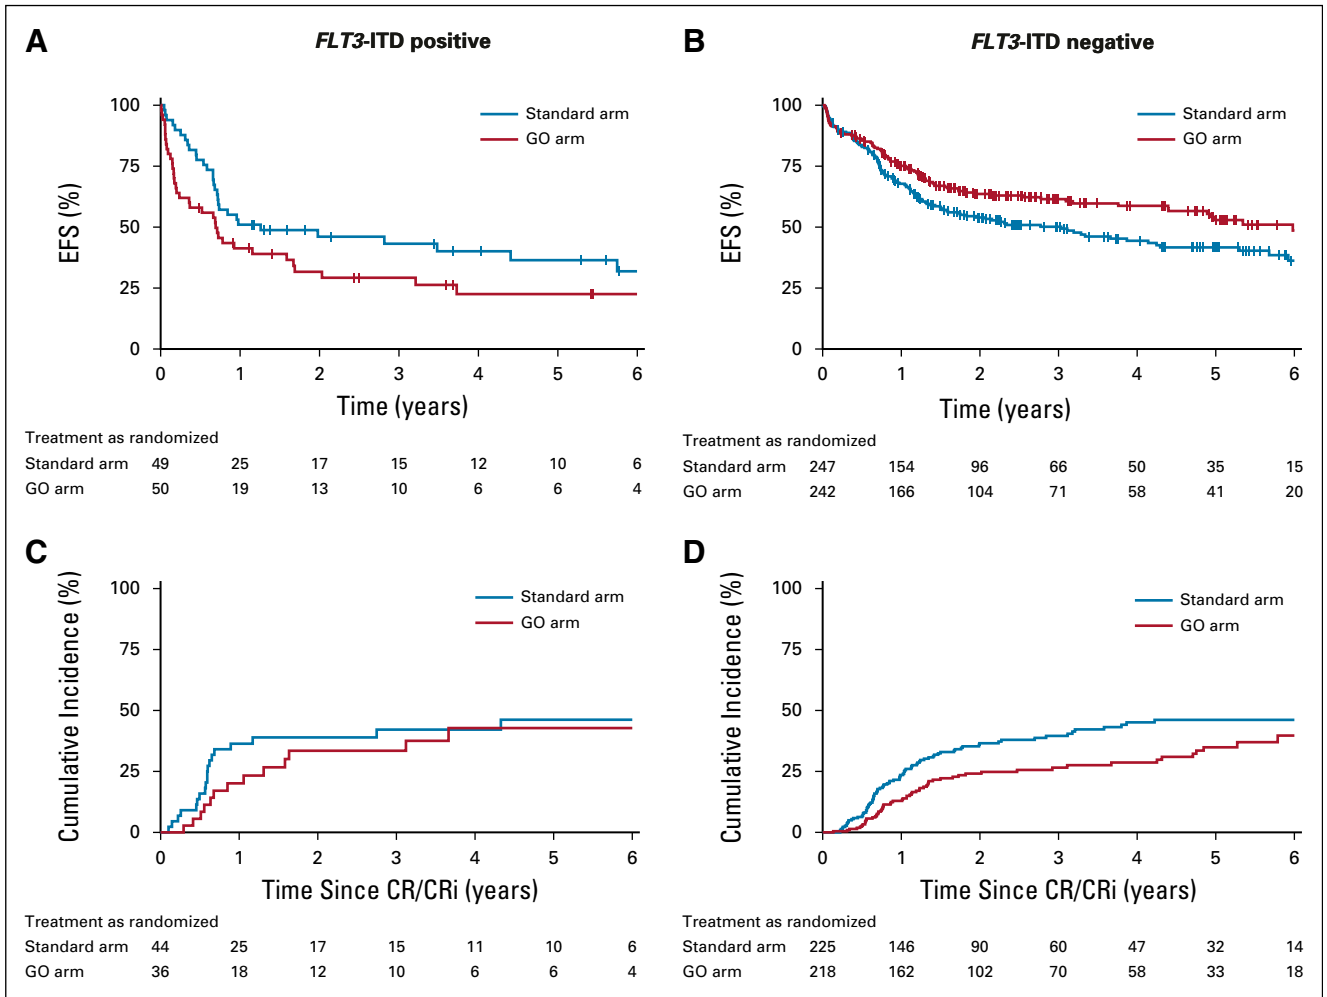 A
FLT3-ITD positive
100
75
50
25
0
EFS (%)
Standard arm
GO arm
0 1 2 3 4 5 6
Time (years)
Treatment as randomized
Standard arm 49 25 17 15 12 10 6
GO arm 50 19 13 10 6 6 4
B
FLT3-ITD negative
100
75
50
25
0
EFS (%)
Standard arm
GO arm
0 1 2 3 4 5 6
Time (years)
Treatment as randomized
Standard arm 247 154 96 66 50 35 15
GO arm 242 166 104 71 58 41 20
C
100
75
50
25
0
Cumulative Incidence (%)
Standard arm
GO arm
0 1 2 3 4 5 6
Time Since CR/CRi (years)
Treatment as randomized
Standard arm 44 25 17 15 11 10 6
GO arm 36 18 12 10 6 6 4
D
100
75
50
25
0
Cumulative Incidence (%)
Standard arm
GO arm
0 1 2 3 4 5 6
Time Since CR/CRi (years)
Treatment as randomized
Standard arm 225 146 90 60 47 32 14
GO arm 218 162 102 70 58 33 18